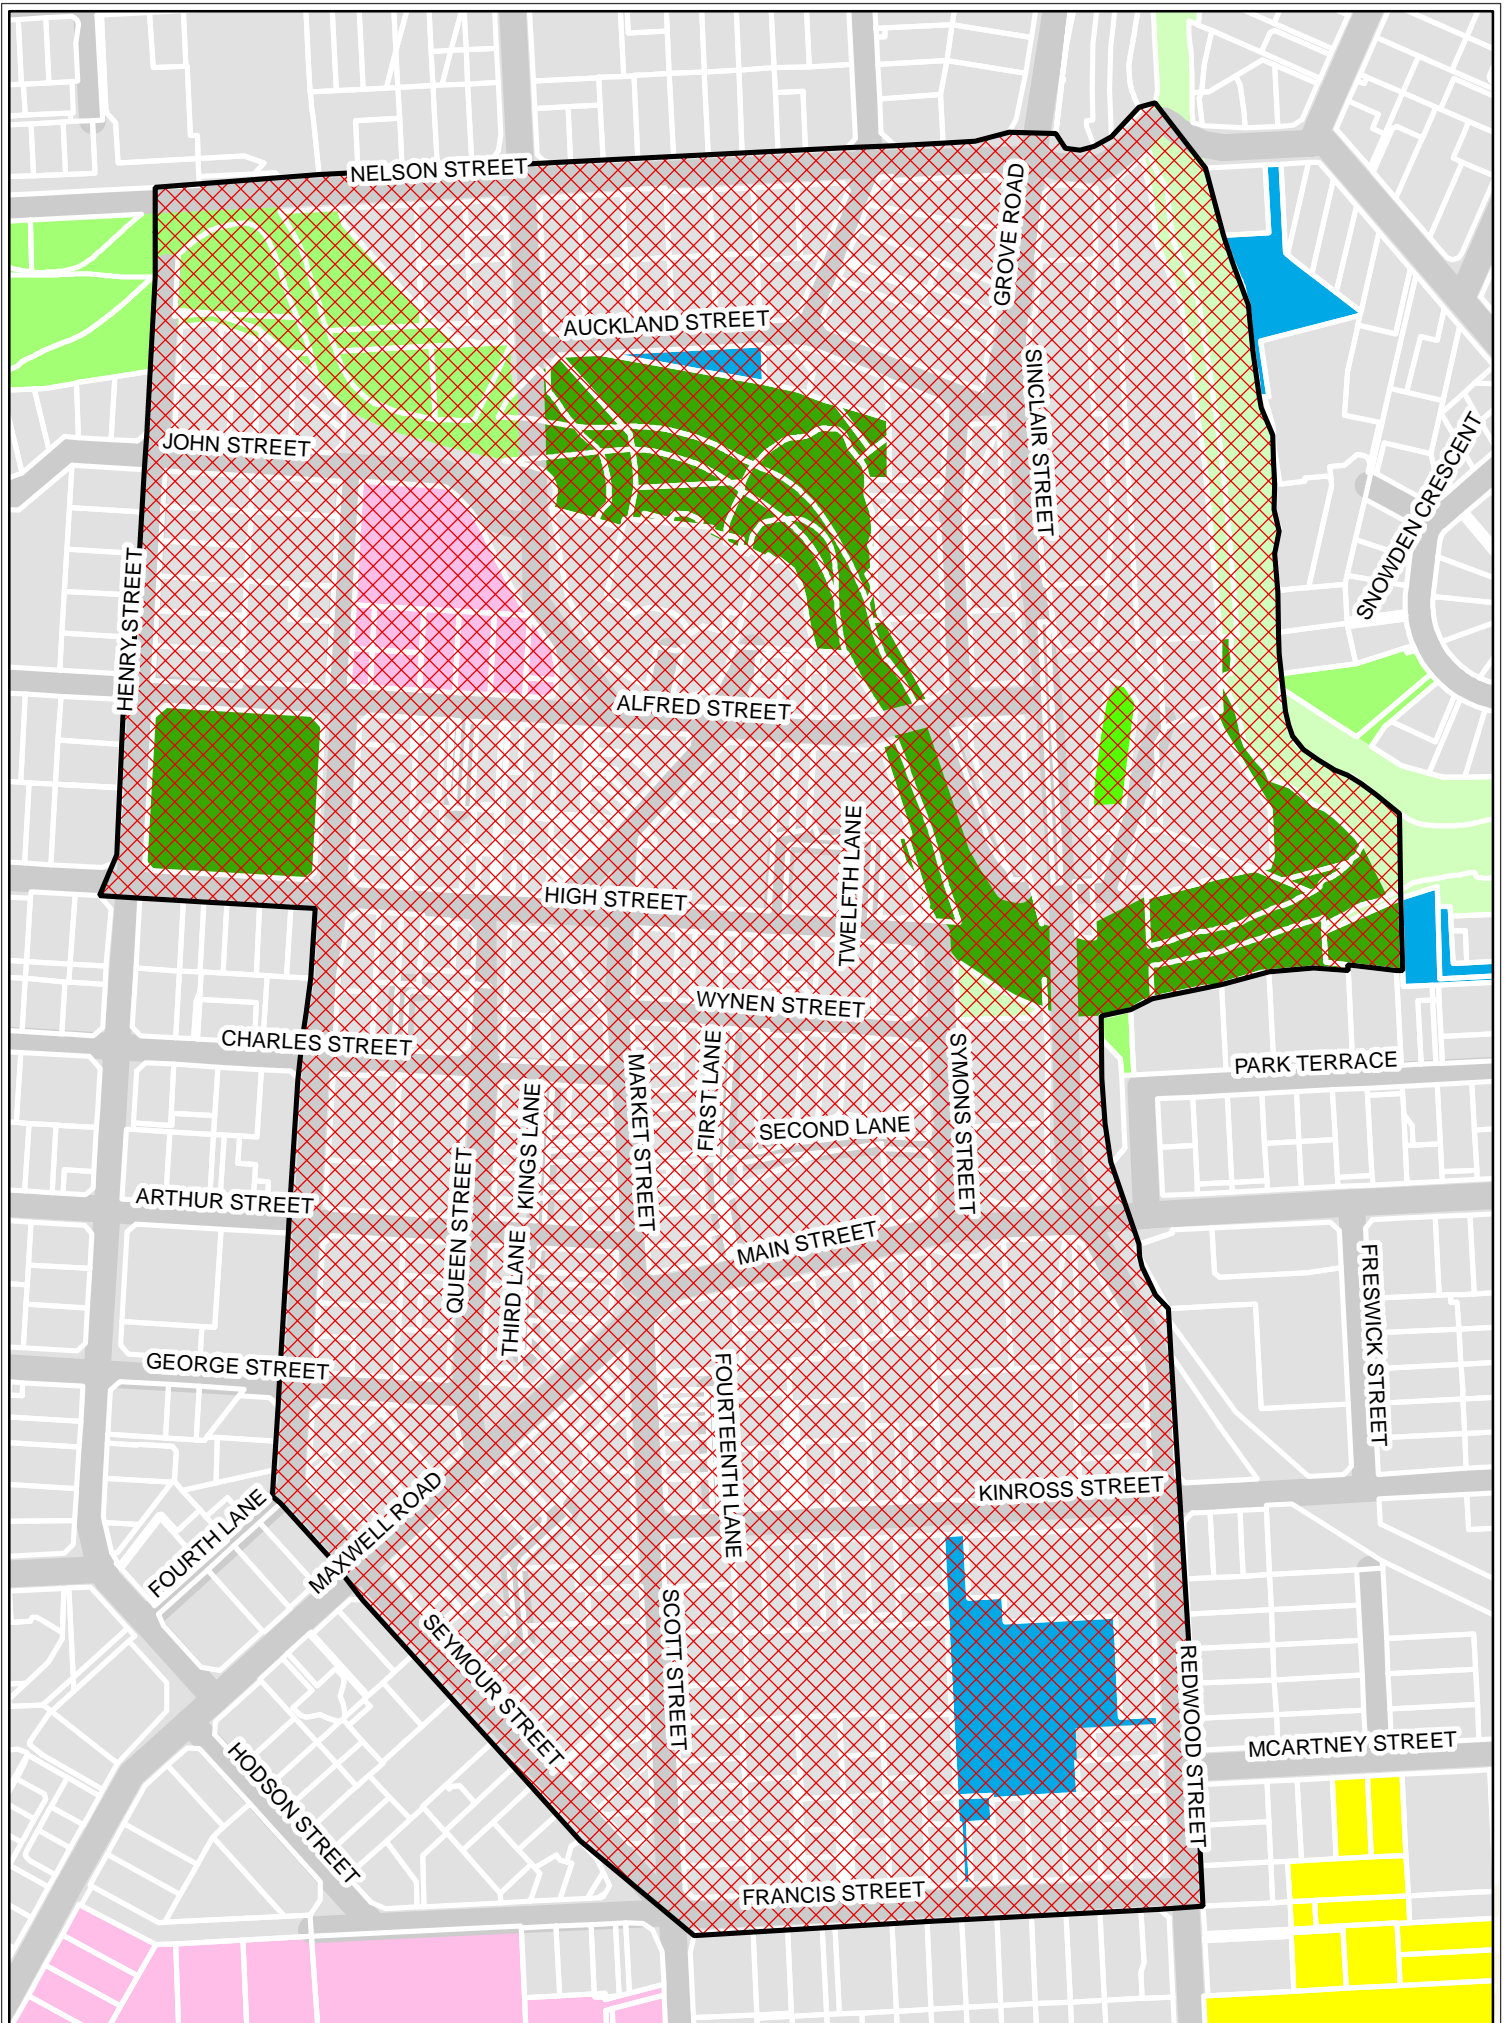 NELSON STREET
GROVE ROAD
AUCKLAND STREET
SINCLAIR STREET
JOHN STREET
SNOWDEN CRESCENT
HENRY STREET
ALFRED STREET
TWELFTH LANE
HIGH STREET
WYNEN STREET
CHARLES STREET
FIRST LANE
MARKET STREET
SYMONS STREET
PARK TERRACE
KINGS LANE
SECOND LANE
QUEEN STREET
ARTHUR STREET
MAIN STREET
THIRD LANE
FRESWICK STREET
GEORGE STREET
FOURTEENTH LANE
KINROSS STREET
MAXWELL ROAD
FOURTH LANE
SCOTT STREET
SEYMOUR STREET
REDWOOD STREET
MCARTNEY STREET
HODSON STREET
FRANCIS STREET